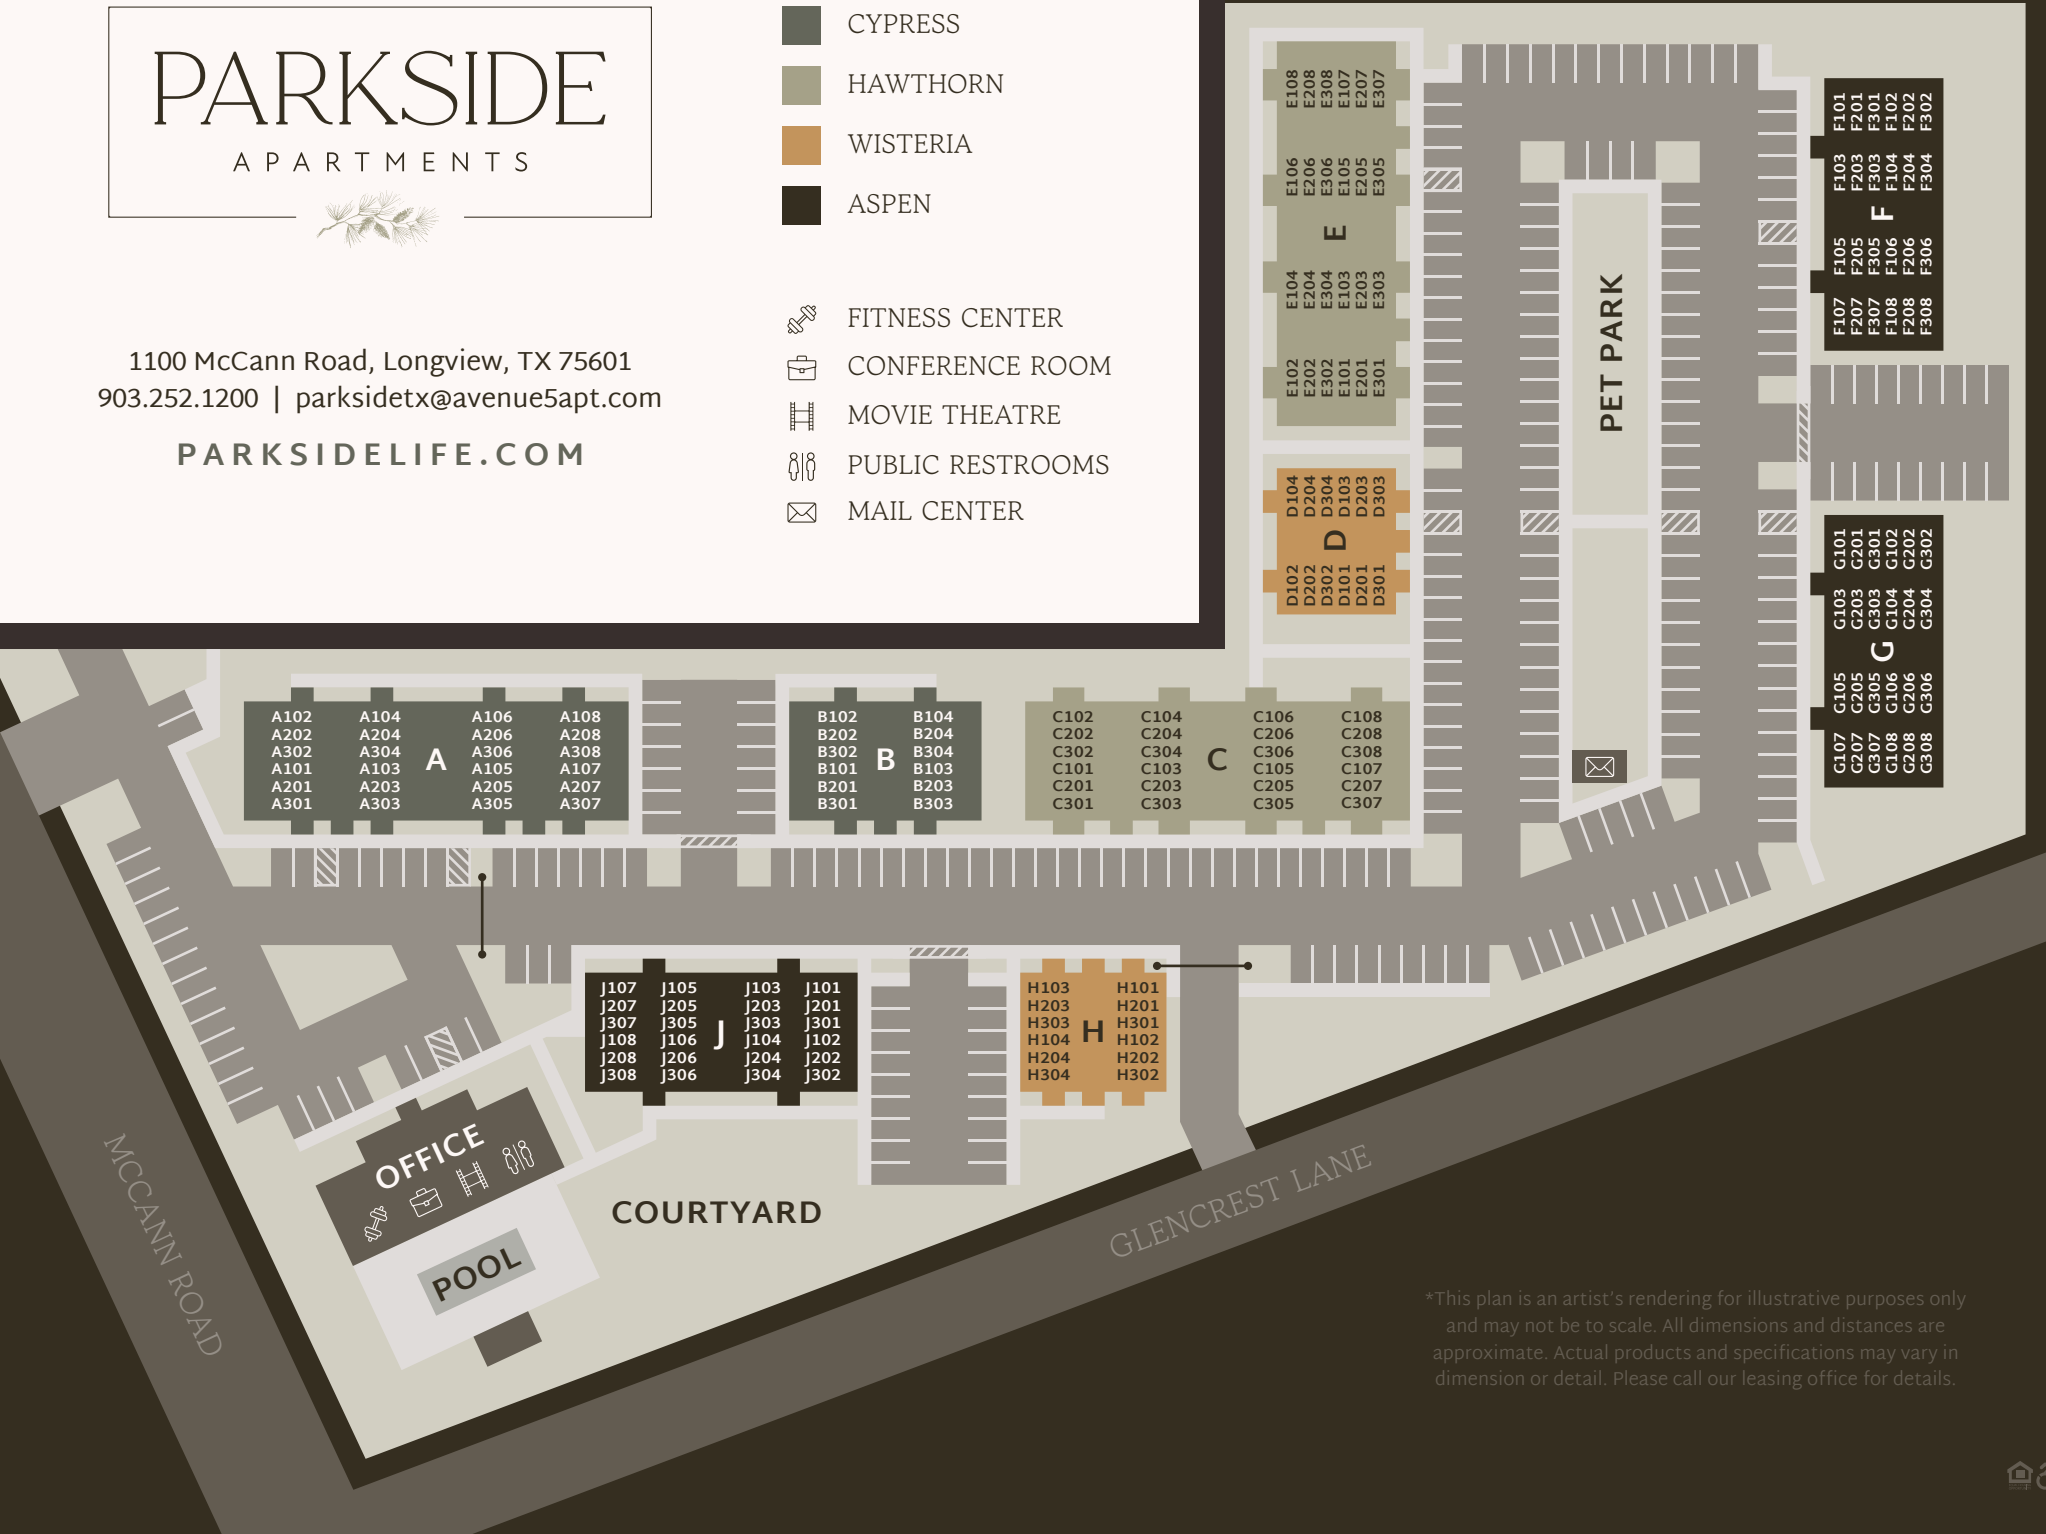 PARKSIDE
APARTMENTS
1100 McCann Road, Longview, TX 75601
903.252.1200 | parksidetx@avenue5apt.com
PARKSIDELIFE.COM
CYPRESS
HAWTHORN
WISTERIA
ASPEN
FITNESS CENTER
CONFERENCE ROOM
MOVIE THEATRE
PUBLIC RESTROOMS
MAIL CENTER
E108 E106 E104 E102
E208 E206 E204 E202
E308 E306 E304 E302
E107 E105 E103 E101
E207 E205 E203 E201
E307 E305 E303 E301
E
D104 D102
D204 D202
D304 D302
D103 D101
D203 D201
D303 D301
D
PET PARK
F101 F103 F105 F107
F201 F203 F205 F207
F301 F303 F305 F307
F102 F104 F106 F108
F202 F204 F206 F208
F302 F304 F306 F308
F
G101 G103 G105 G107
G201 G203 G205 G207
G301 G303 G305 G307
G102 G104 G106 G108
G202 G204 G206 G208
G302 G304 G306 G308
G
A102 A104 A106 A108
A202 A204 A206 A208
A302 A304 A306 A308
A101 A103 A105 A107
A201 A203 A205 A207
A301 A303 A305 A307
A
B102 B104
B202 B204
B302 B304
B101 B103
B201 B203
B301 B303
B
C102 C104 C106 C108
C202 C204 C206 C208
C302 C304 C306 C308
C101 C103 C105 C107
C201 C203 C205 C207
C301 C303 C305 C307
C
J107 J105 J103 J101
J207 J205 J203 J201
J307 J305 J303 J301
J108 J106 J104 J102
J208 J206 J204 J202
J308 J306 J304 J302
J
H103 H101
H203 H201
H303 H301
H104 H102
H204 H202
H304 H302
H
OFFICE
POOL
COURTYARD
MCCANN ROAD
GLENCREST LANE
*This plan is an artist's rendering for illustrative purposes only
and may not be to scale. All dimensions and distances are
approximate. Actual products and specifications may vary in
dimension or detail. Please call our leasing office for details.